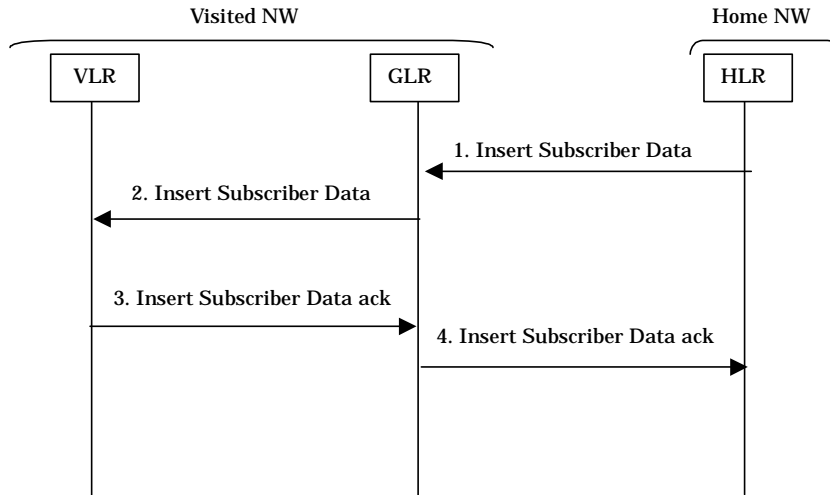 Visited NW
Home NW
VLR
GLR
HLR
1. Insert Subscriber Data
2. Insert Subscriber Data
3. Insert Subscriber Data ack
4. Insert Subscriber Data ack